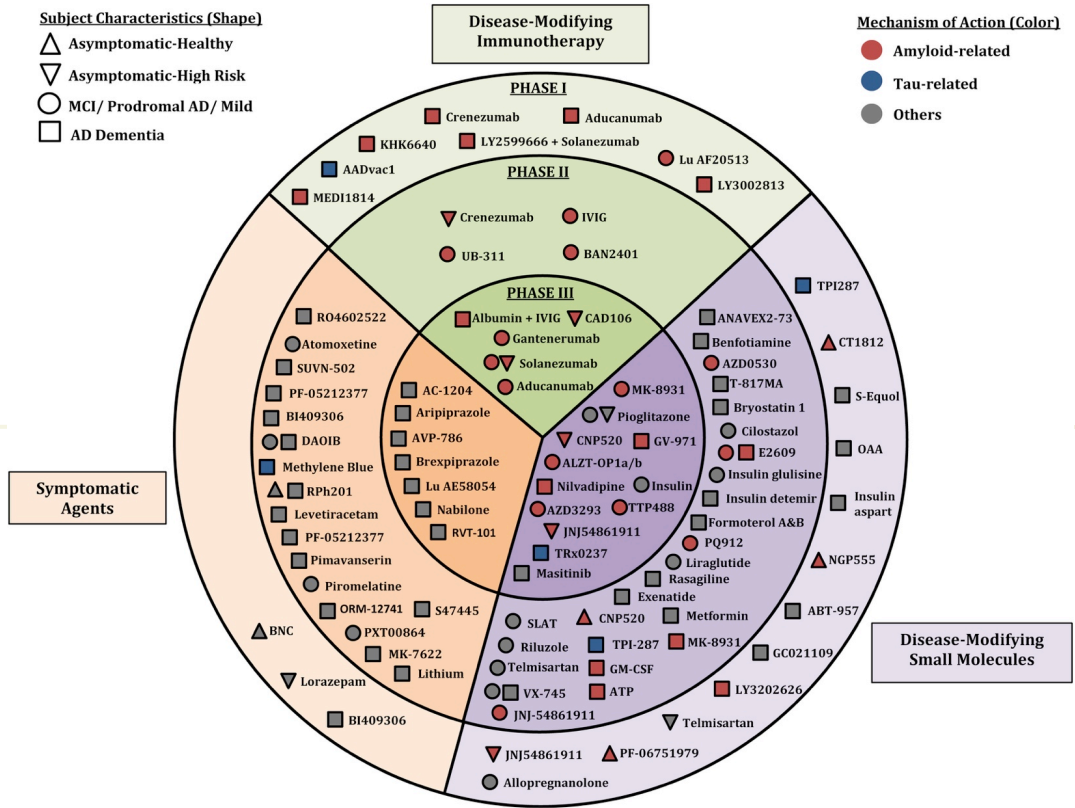 Subject Characteristics (Shape)
Asymptomatic-Healthy
Asymptomatic-High Risk
MCI/ Prodromal AD/ Mild
AD Dementia
Disease-Modifying
Immunotherapy
Mechanism of Action (Color)
Amyloid-related
Tau-related
Others
PHASE I
Crenezumab
Aducanumab
KHK6640
LY2599666 + Solanezumab
Lu AF20513
AADvac1
LY3002813
MEDI1814
PHASE II
Crenezumab
IVIG
UB-311
BAN2401
PHASE III
Albumin + IVIG
CAD106
Gantenerumab
Solanezumab
Aducanumab
RO4602522
Atomoxetine
SUVN-502
PF-05212377
BI409306
DAOIB
Methylene Blue
RPh201
Levetiracetam
PF-05212377
Pimavanserin
Piromelatine
ORM-12741
S47445
PXT00864
MK-7622
Lithium
AC-1204
Aripiprazole
AVP-786
Brexpiprazole
Lu AE58054
Nabilone
RVT-101
BNC
Lorazepam
BI409306
Symptomatic
Agents
MK-8931
Pioglitazone
CNP520
GV-971
ALZT-OP1a/b
Nilvadipine
Insulin
AZD3293
TTP488
JNJ54861911
TRx0237
Masitinib
ANAVEX2-73
Benfotiamine
AZD0530
T-817MA
Bryostatin 1
Cilostazol
E2609
Insulin glulisine
Insulin detemir
Formoterol A&B
PQ912
Liraglutide
Rasagiline
Exenatide
Metformin
CNP520
SLAT
MK-8931
TPI-287
Riluzole
GM-CSF
Telmisartan
ATP
VX-745
JNJ-54861911
TPI287
CT1812
S-Equol
OAA
Insulin
aspart
NGP555
ABT-957
GC021109
LY3202626
Telmisartan
JNJ54861911
PF-06751979
Allopregnanolone
Disease-Modifying
Small Molecules